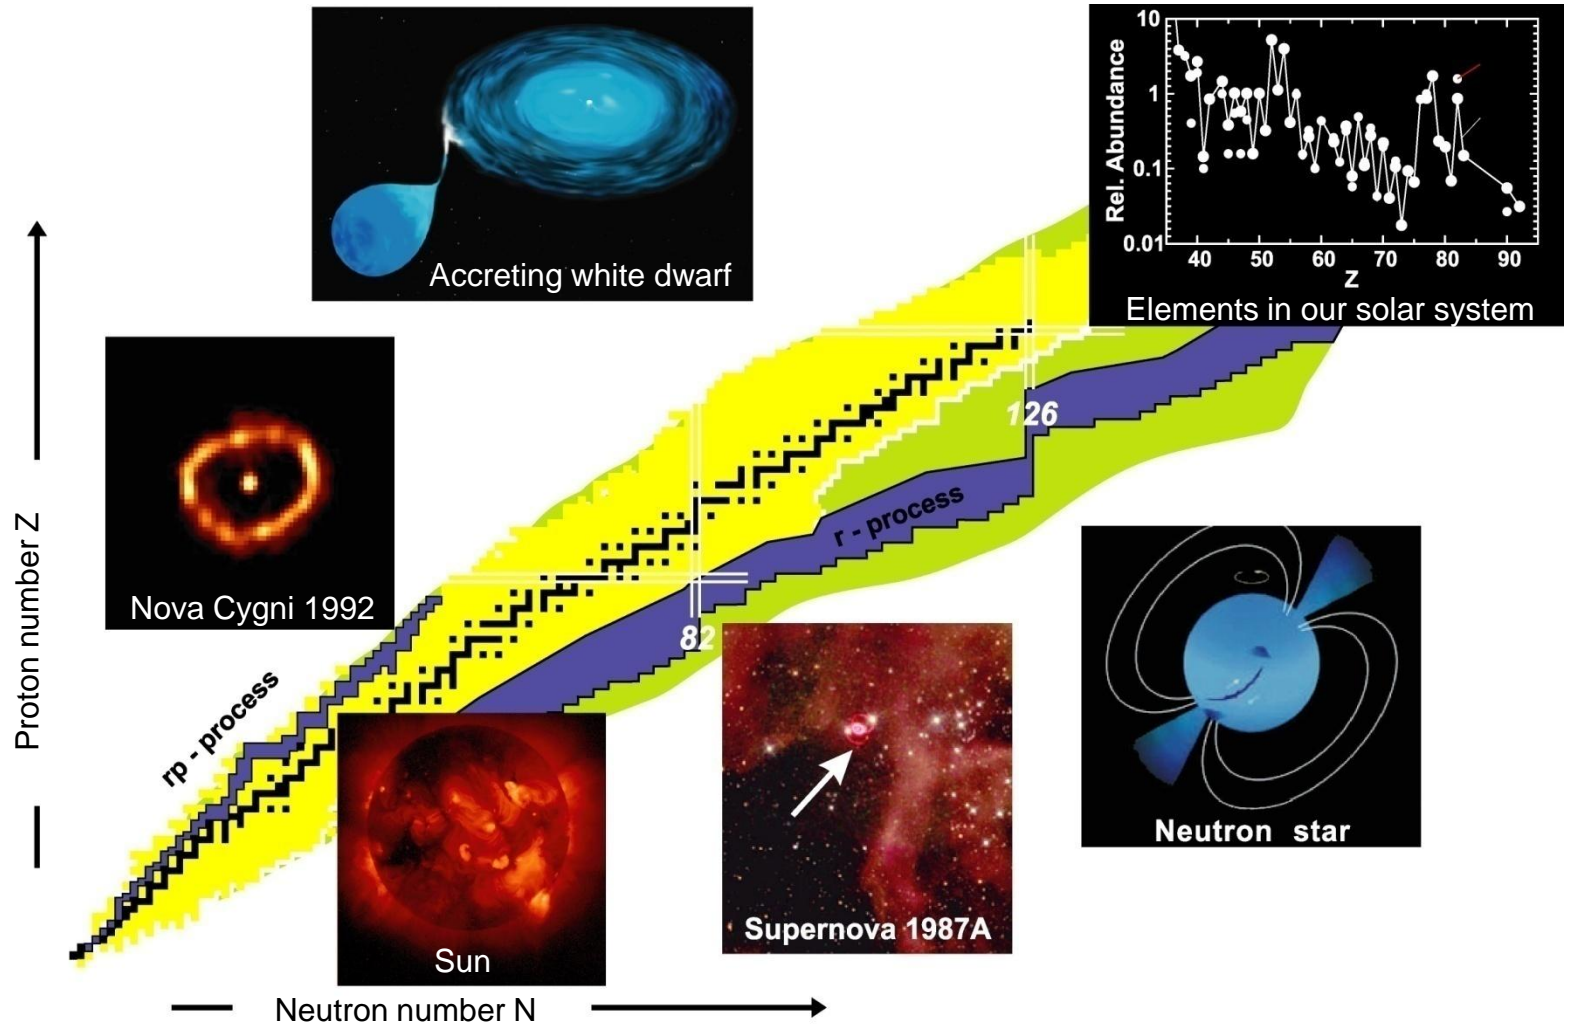 Accreting white dwarf
10
1
0.1
0.01
Rel. Abundance
40 50 60 70 80 90
Z
Elements in our solar system
Nova Cygni 1992
Proton number Z
126
r - process
82
rp - process
Sun
Supernova 1987A
Neutron star
Neutron number N